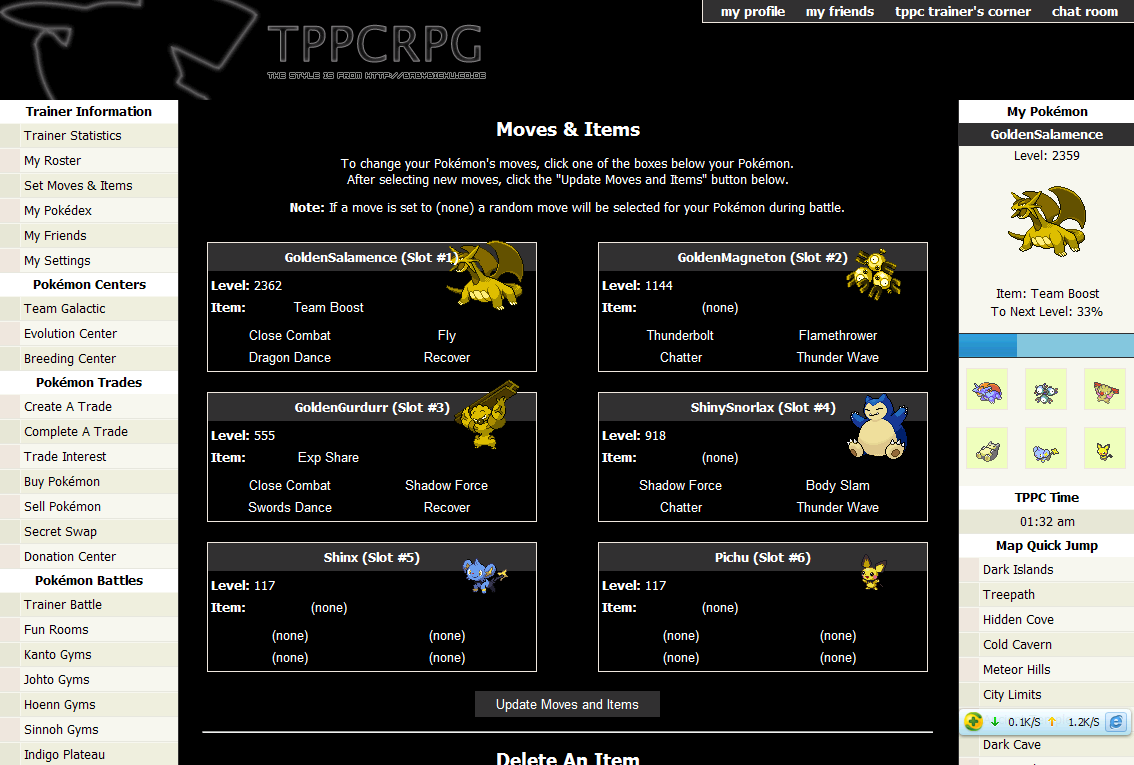 my profile my friends tppc trainer's corner chat room
TPPCRPG
THE STYLE IS FROM HTTP://BABYBICHU.CO.DE
Trainer Information
Trainer Statistics
My Roster
Set Moves & Items
My Pokédex
My Friends
My Settings
Pokémon Centers
Team Galactic
Evolution Center
Breeding Center
Pokémon Trades
Create A Trade
Complete A Trade
Trade Interest
Buy Pokémon
Sell Pokémon
Secret Swap
Donation Center
Pokémon Battles
Trainer Battle
Fun Rooms
Kanto Gyms
Johto Gyms
Hoenn Gyms
Sinnoh Gyms
Indigo Plateau
Moves & Items
To change your Pokémon's moves, click one of the boxes below your Pokémon.
After selecting new moves, click the "Update Moves and Items" button below.
Note: If a move is set to (none) a random move will be selected for your Pokémon during battle.
GoldenSalamence (Slot #1)
Level: 2362
Item: Team Boost
Close Combat Fly
Dragon Dance Recover
GoldenMagneton (Slot #2)
Level: 1144
Item: (none)
Thunderbolt Flamethrower
Chatter Thunder Wave
GoldenGurdurr (Slot #3)
Level: 555
Item: Exp Share
Close Combat Shadow Force
Swords Dance Recover
ShinySnorlax (Slot #4)
Level: 918
Item: (none)
Shadow Force Body Slam
Chatter Thunder Wave
Shinx (Slot #5)
Level: 117
Item: (none)
(none) (none)
(none) (none)
Pichu (Slot #6)
Level: 117
Item: (none)
(none) (none)
(none) (none)
Update Moves and Items
Delete An Item
My Pokémon
GoldenSalamence
Level: 2359
Item: Team Boost
To Next Level: 33%
TPPC Time
01:32 am
Map Quick Jump
Dark Islands
Treepath
Hidden Cove
Cold Cavern
Meteor Hills
City Limits
0.1K/S 1.2K/S
Dark Cave